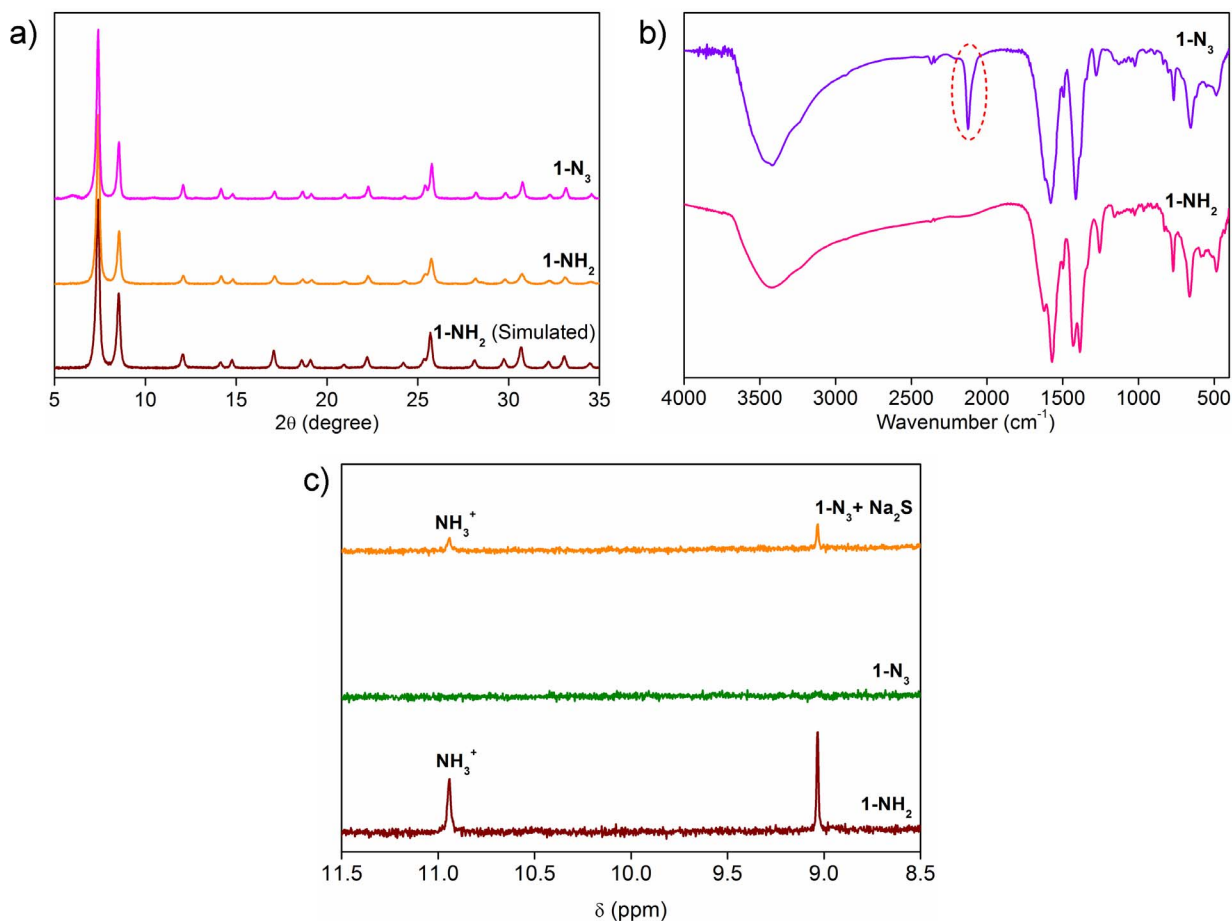 a)
1-N₃
1-NH₂
1-NH₂ (Simulated)
5 10 15 20 25 30 35
2θ (degree)
b)
1-N₃
1-NH₂
4000 3500 3000 2500 2000 1500 1000 500
Wavenumber (cm⁻¹)
c)
NH₃⁺
1-N₃+ Na₂S
1-N₃
NH₃⁺
1-NH₂
11.5 11.0 10.5 10.0 9.5 9.0 8.5
δ (ppm)